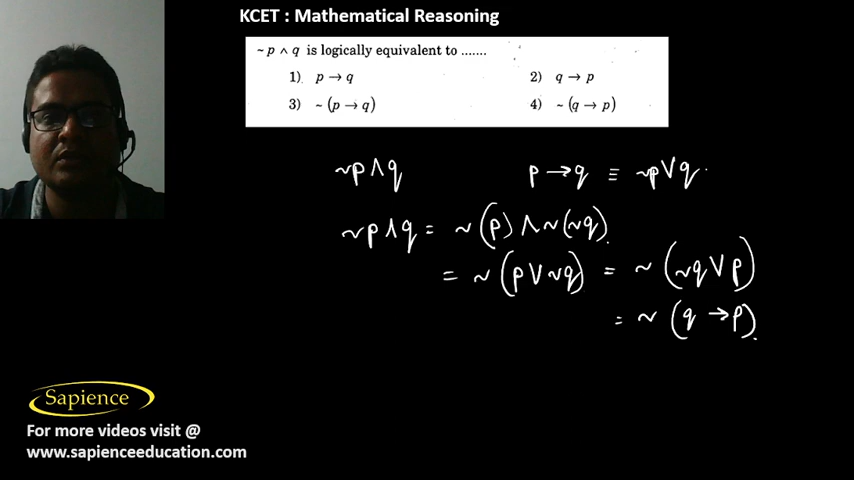 KCET : Mathematical Reasoning
~ p ∧ q is logically equivalent to .......
1) p → q 2) q → p
3) ~ (p → q) 4) ~ (q → p)
~p∧q p→q ≡ ~p∨q.
~p∧q = ~(p)∧~(~q).
= ~(p∨~q) = ~(~q∨p)
= ~(q→p).
Sapience
For more videos visit @
www.sapienceeducation.com